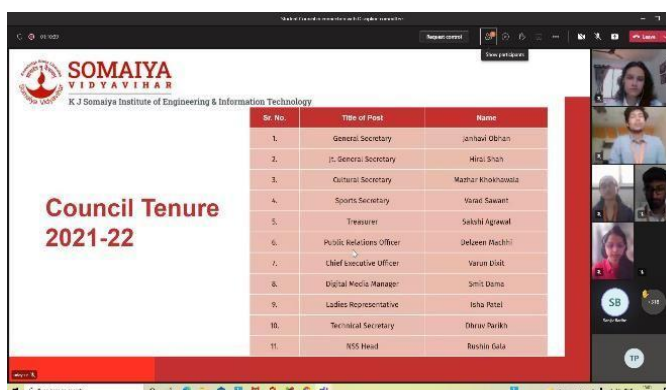 Request control
Leave
Show participants
SOMAIYA
VIDYAVIHAR
K J Somaiya Institute of Engineering & Information Technology
Council Tenure
2021-22
Sr. No. Title of Post Name
1. General Secretary Janhavi Obhan
2. Jt. General Secretary Hiral Shah
3. Cultural Secretary Mazhar Khokhawala
4. Sports Secretary Varad Sawant
5. Treasurer Sakshi Agrawal
6. Public Relations Officer Delzeen Machhi
7. Chief Executive Officer Varun Dixit
8. Digital Media Manager Smit Dama
9. Ladies Representative Isha Patel
10. Technical Secretary Dhruv Parikh
11. NSS Head Rushin Gala
SB
TP